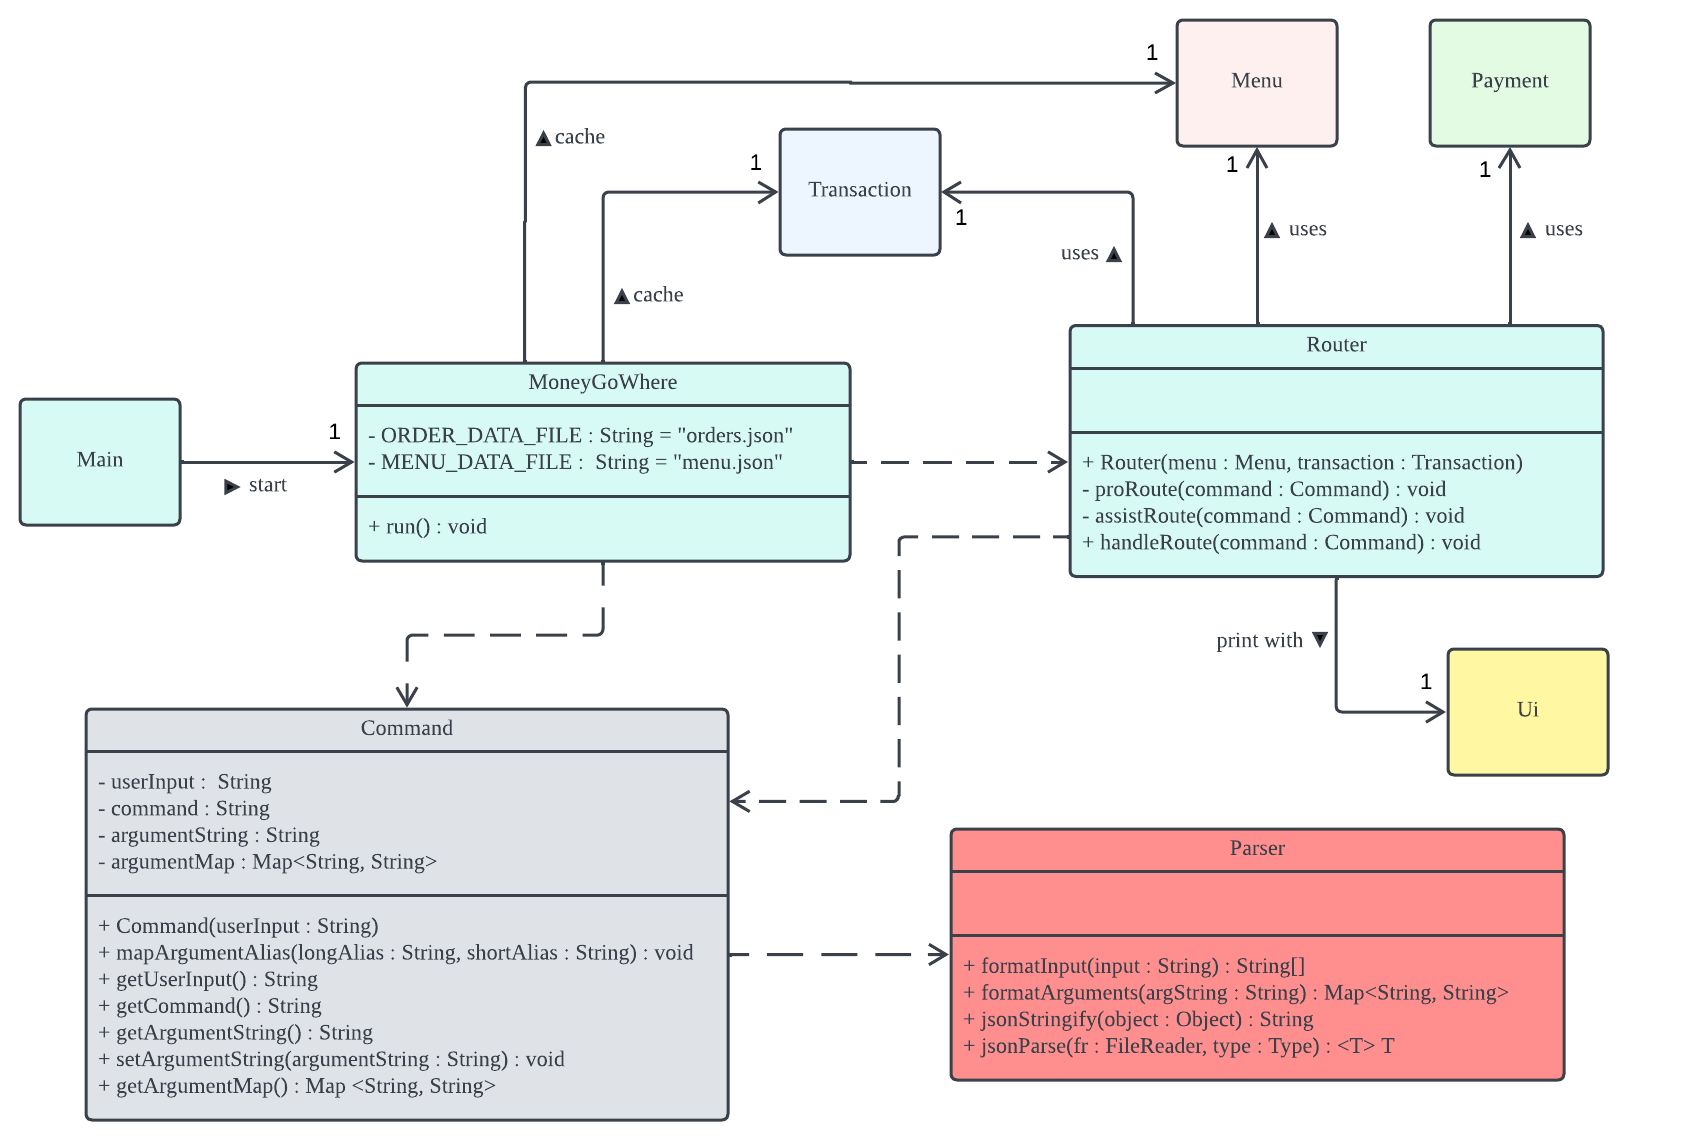 1
Menu
Payment
cache
1
Transaction
1
1
1
uses
uses
uses
cache
Router
MoneyGoWhere
Main
1
start
- ORDER_DATA_FILE : String = "orders.json"
- MENU_DATA_FILE :  String = "menu.json"
+ run() : void
+ Router(menu : Menu, transaction : Transaction)
- proRoute(command : Command) : void
- assistRoute(command : Command) : void
+ handleRoute(command : Command) : void
print with
1
Ui
Command
- userInput :  String
- command : String
- argumentString : String
- argumentMap : Map<String, String>
+ Command(userInput : String)
+ mapArgumentAlias(longAlias : String, shortAlias : String) : void
+ getUserInput() : String
+ getCommand() : String
+ getArgumentString() : String
+ setArgumentString(argumentString : String) : void
+ getArgumentMap() : Map <String, String>
Parser
+ formatInput(input : String) : String[]
+ formatArguments(argString : String) : Map<String, String>
+ jsonStringify(object : Object) : String
+ jsonParse(fr : FileReader, type : Type) : <T> T